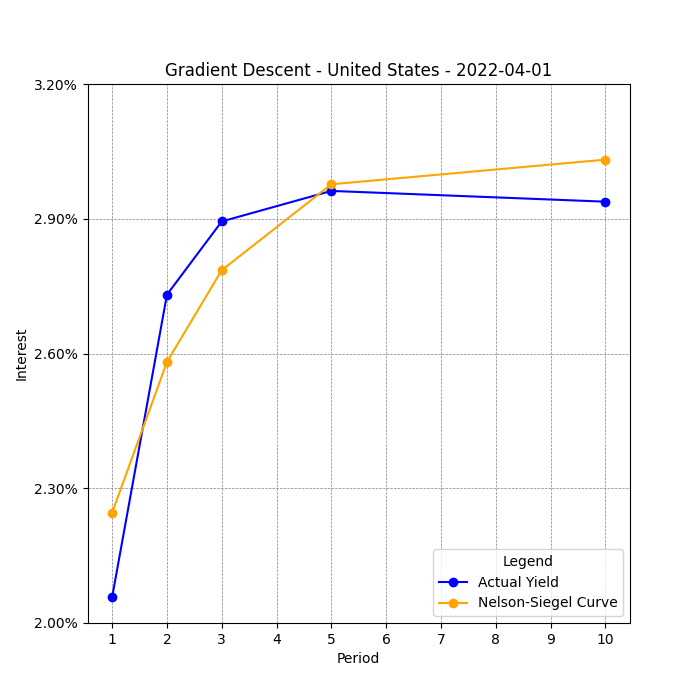 Gradient Descent - United States - 2022-04-01
3.20%
2.90%
2.60%
2.30%
2.00%
Interest
1 2 3 4 5 6 7 8 9 10
Period
Legend
Actual Yield
Nelson-Siegel Curve